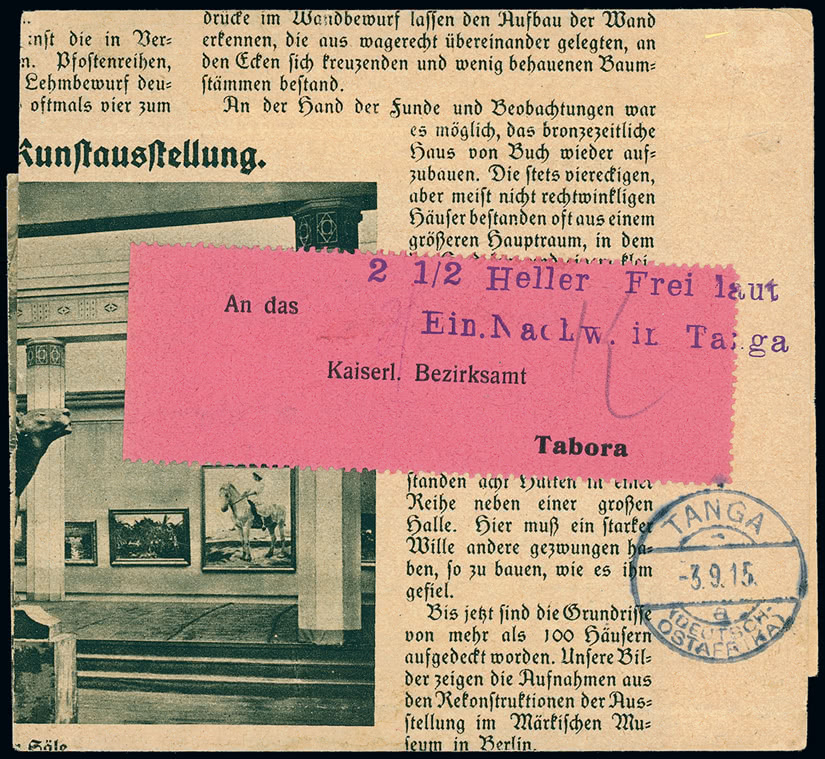 drücke im Wandbewurf lassen den Aufbau der Wand
erkennen, die aus wagerecht übereinander gelegten, an
den Ecken sich kreuzenden und wenig behauenen Baum=
stämmen bestand.
An der Hand der Funde und Beobachtungen war
es möglich, das bronzezeitliche
Haus von Buch wieder auf=
zubauen. Die stets viereckigen,
aber meist nicht rechtwinkligen
Häuser bestanden oft aus einem
größeren Hauptraum, in dem
die in Ver=
Pfostenreihen,
Lehmbewurf deu=
oftmals vier zum
Kunstausstellung.
2 1/2 Heller Frei laut
Ein. Nachw. in Tanga
An das
Kaiserl. Bezirksamt
Tabora
standen acht Hütten in einer
Reihe neben einer großen
Halle. Hier muß ein starker
Wille andere gezwungen ha=
ben, so zu bauen, wie es ihm
gefiel.
Bis jetzt sind die Grundrisse
von mehr als 100 Häusern
aufgedeckt worden. Unsere Bil=
der zeigen die Aufnahmen aus
den Rekonstruktionen der Aus=
stellung im Märkischen Mu=
seum in Berlin.
Säle
TANGA
-3.9.15.
a
(DEUTSCH-
OSTAFRIKA)